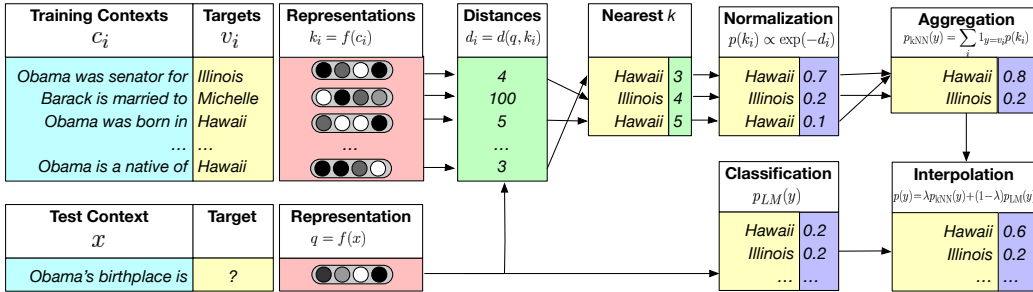 Training Contexts Targets
c_i v_i
Obama was senator for Illinois
Barack is married to Michelle
Obama was born in Hawaii
... ...
Obama is a native of Hawaii
Representations
k_i = f(c_i)
...
Distances
d_i = d(q, k_i)
4
100
5
...
3
Nearest k
Hawaii 3
Illinois 4
Hawaii 5
Normalization
p(k_i) ∝ exp(−d_i)
Hawaii 0.7
Illinois 0.2
Hawaii 0.1
Aggregation
p_kNN(y) = ∑_i 1_{y=v_i} p(k_i)
Hawaii 0.8
Illinois 0.2
Test Context Target
x
Obama's birthplace is ?
Representation
q = f(x)
Classification
p_LM(y)
Hawaii 0.2
Illinois 0.2
... ...
Interpolation
p(y) = λp_kNN(y) + (1−λ)p_LM(y)
Hawaii 0.6
Illinois 0.2
... ...